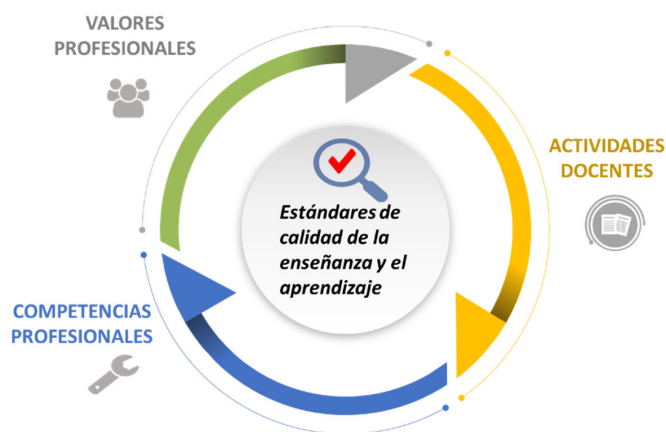 VALORES
PROFESIONALES
ACTIVIDADES
DOCENTES
Estándares de
calidad de la
enseñanza y el
aprendizaje
COMPETENCIAS
PROFESIONALES